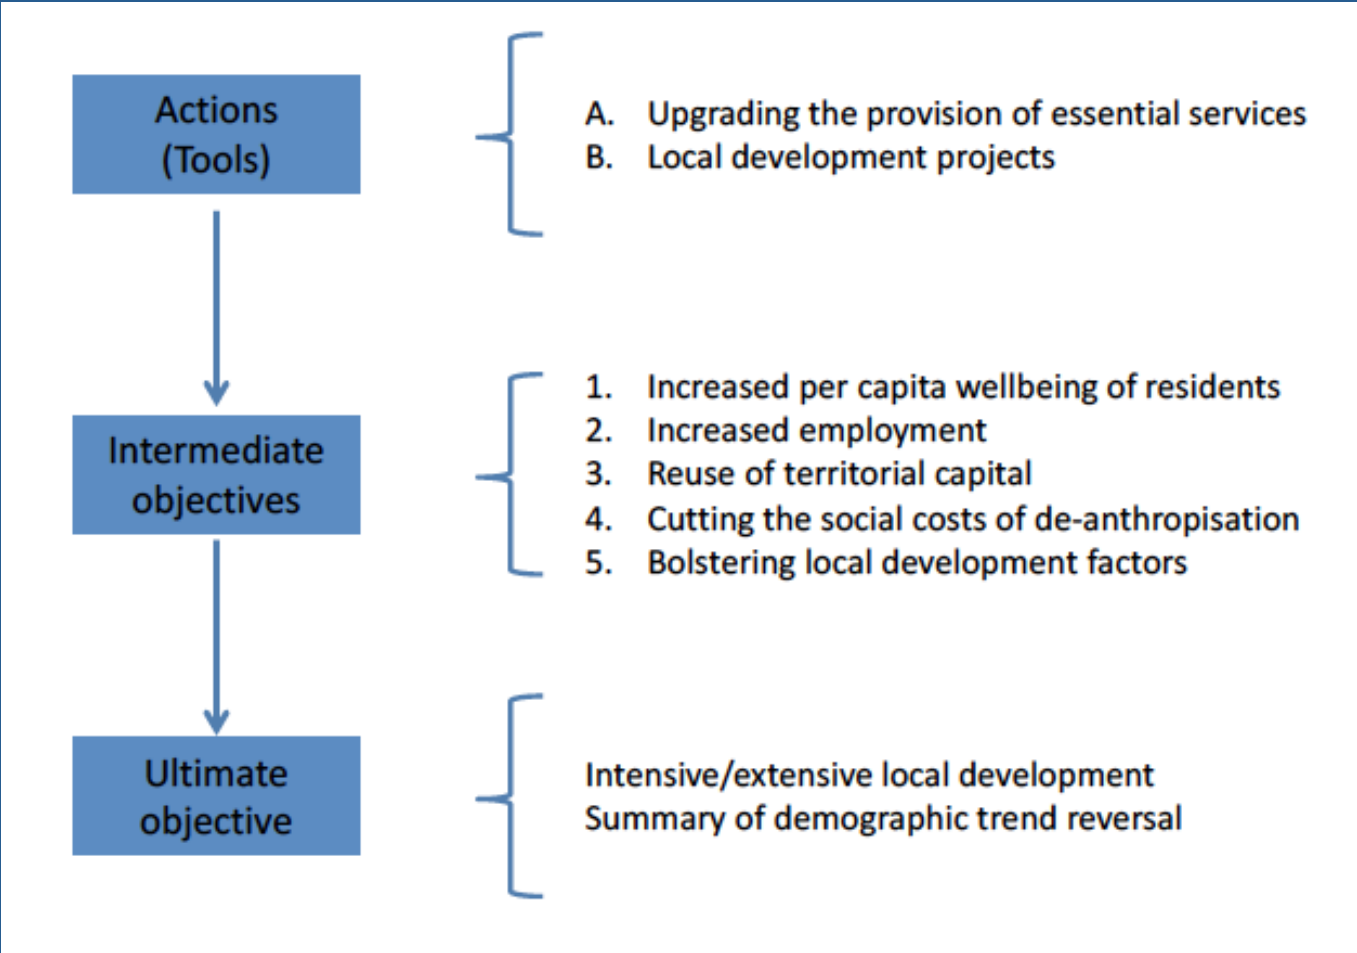 Actions
(Tools)
A. Upgrading the provision of essential services
B. Local development projects
Intermediate
objectives
1. Increased per capita wellbeing of residents
2. Increased employment
3. Reuse of territorial capital
4. Cutting the social costs of de-anthropisation
5. Bolstering local development factors
Ultimate
objective
Intensive/extensive local development
Summary of demographic trend reversal